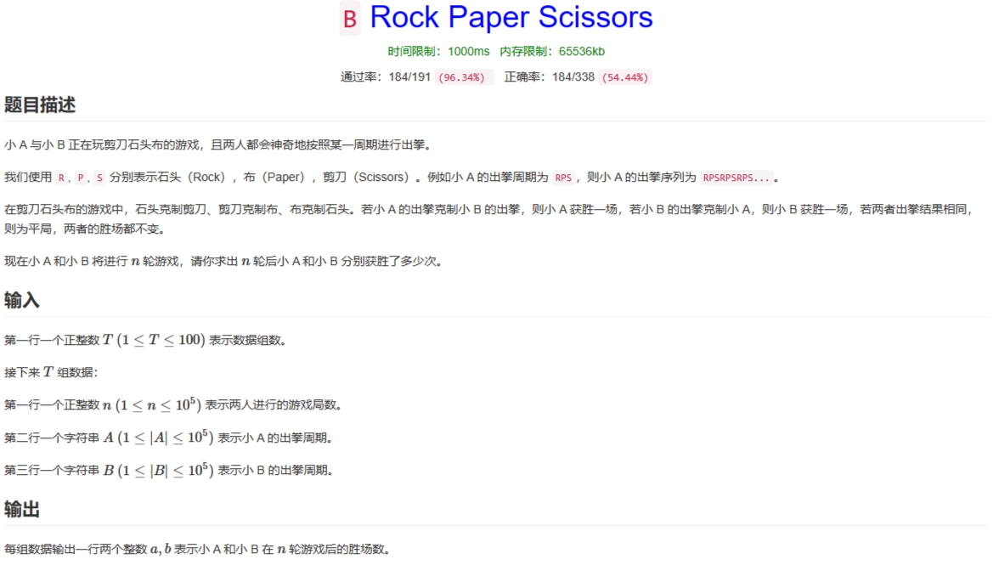 B Rock Paper Scissors
时间限制：1000ms 内存限制：65536kb
通过率：184/191 (96.34%) 正确率：184/338 (54.44%)
题目描述
小 A 与小 B 正在玩剪刀石头布的游戏，且两人都会神奇地按照某一周期进行出拳。
我们使用 R, P, S 分别表示石头（Rock），布（Paper），剪刀（Scissors）。例如小 A 的出拳周期为 RPS，则小 A 的出拳序列为 RPSRPSRPS...。
在剪刀石头布的游戏中，石头克制剪刀、剪刀克制布、布克制石头。若小 A 的出拳克制小 B 的出拳，则小 A 获胜一场，若小 B 的出拳克制小 A，则小 B 获胜一场，若两者出拳结果相同，
则为平局，两者的胜场都不变。
现在小 A 和小 B 将进行 n 轮游戏，请你求出 n 轮后小 A 和小 B 分别获胜了多少次。
输入
第一行一个正整数 T (1 ≤ T ≤ 100) 表示数据组数。
接下来 T 组数据：
第一行一个正整数 n (1 ≤ n ≤ 10^5) 表示两人进行的游戏局数。
第二行一个字符串 A (1 ≤ |A| ≤ 10^5) 表示小 A 的出拳周期。
第三行一个字符串 B (1 ≤ |B| ≤ 10^5) 表示小 B 的出拳周期。
输出
每组数据输出一行两个整数 a, b 表示小 A 和小 B 在 n 轮游戏后的胜场数。